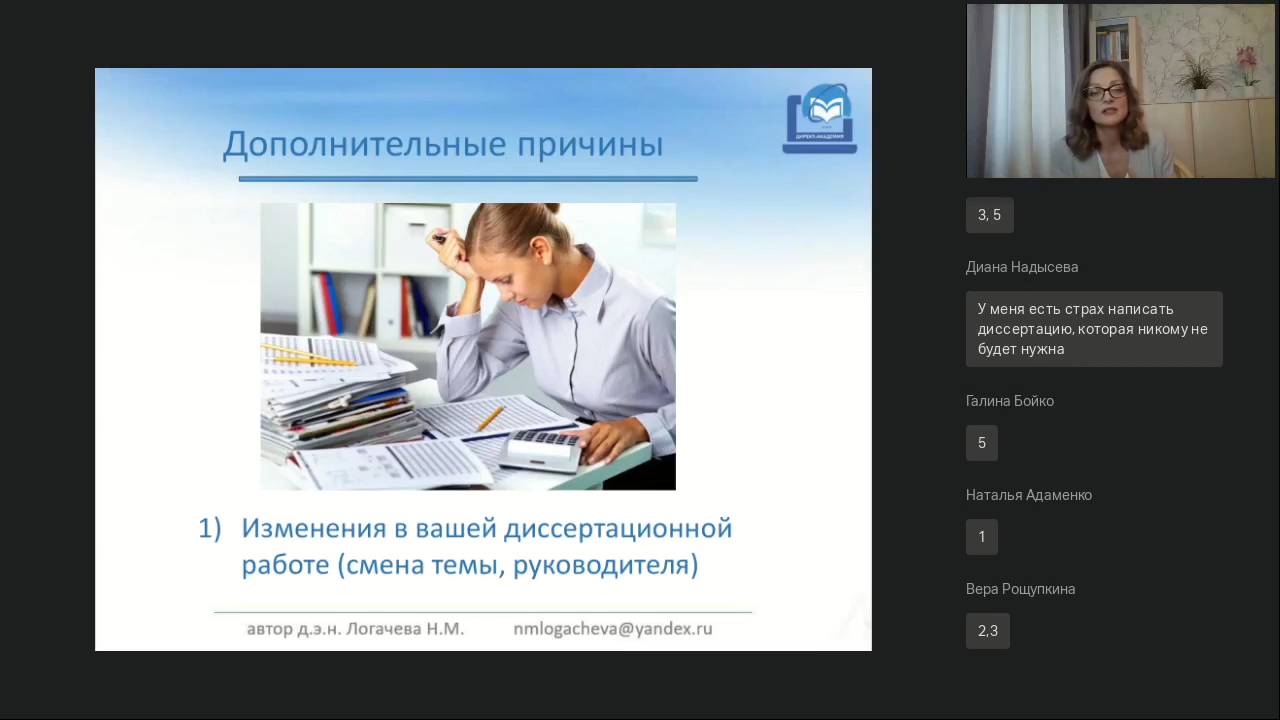 Дополнительные причины
ДИРЕКТ-АКАДЕМИЯ
1) Изменения в вашей диссертационной
работе (смена темы, руководителя)
автор д.э.н. Логачева Н.М. nmlogacheva@yandex.ru
3, 5
Диана Надысева
У меня есть страх написать
диссертацию, которая никому не
будет нужна
Галина Бойко
5
Наталья Адаменко
1
Вера Рощупкина
2,3